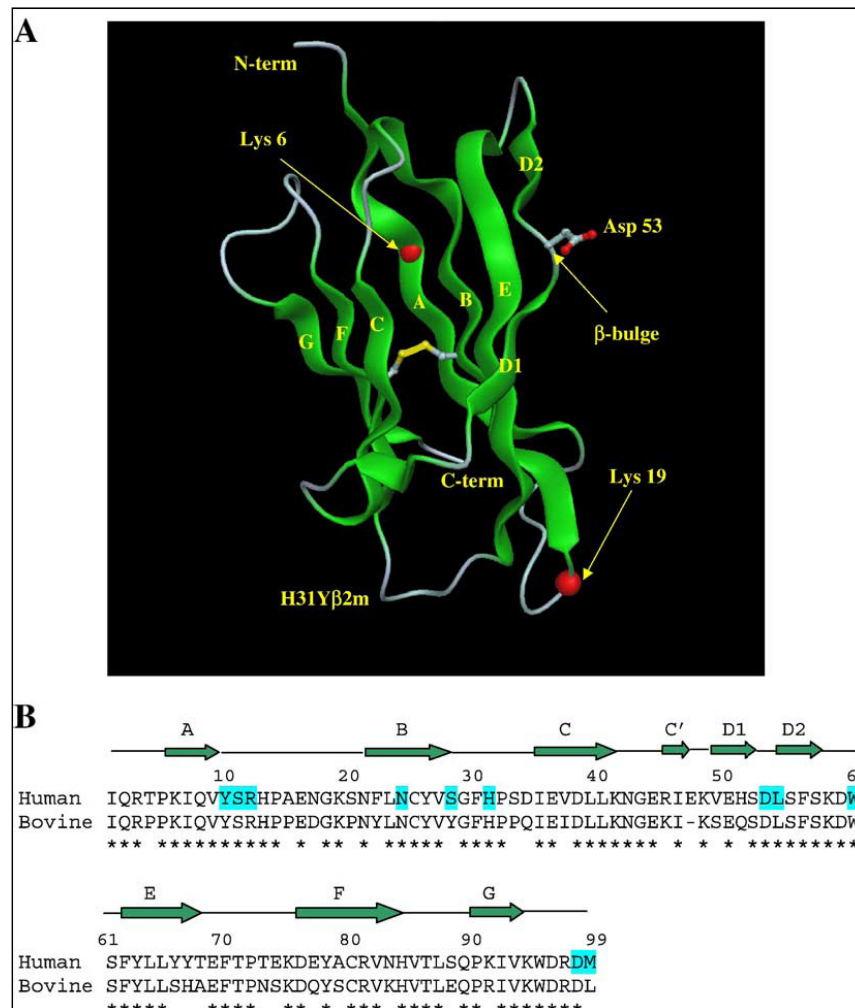 A
N-term
Lys 6
D2
Asp 53
G F C A B E
β-bulge
D1
C-term
Lys 19
H31Yβ2m
B
A B C C' D1 D2
10 20 30 40 50 6
Human IQRTPKIQVYSRHPAENGKSNFLNCYVSGFHPSDIEVDLLKNGERIEKVEHSDLSFSKDW
Bovine IQRPPKIQVYSRHPPEDGKPNYLNCYVYGFHPPQIEIDLLKNGEKI-KSEQSDLSFSKDW
*** ********** * ** * ***** ****  ** ******* * * * *********
E F G
61 70 80 90 99
Human SFYLLYYTEFTPTEKDEYACRVNHVTLSQPKIVKWDRDM
Bovine SFYLLSHAEFTPNSKDQYSCRVKHVTLEQPRIVKWDRDL
*****   ****  ** * *** **** ** *******